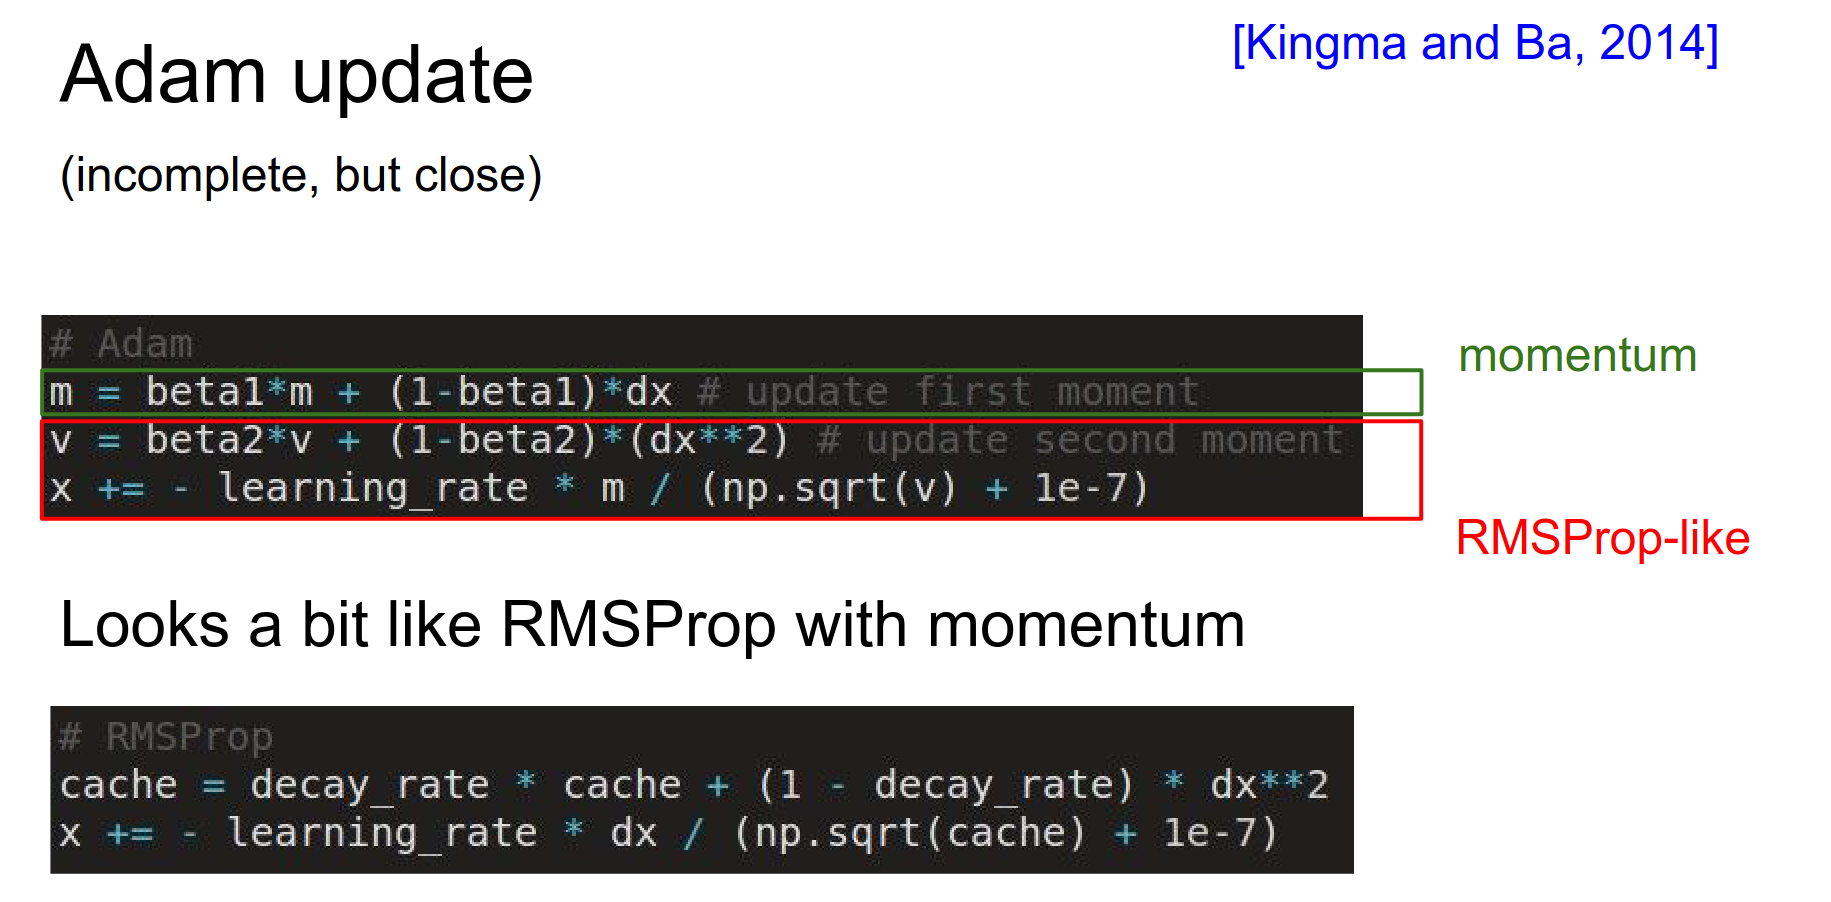 Adam update
[Kingma and Ba, 2014]
(incomplete, but close)
# Adam
m = beta1*m + (1-beta1)*dx # update first moment
momentum
v = beta2*v + (1-beta2)*(dx**2) # update second moment
x += - learning_rate * m / (np.sqrt(v) + 1e-7)
RMSProp-like
Looks a bit like RMSProp with momentum
# RMSProp
cache = decay_rate * cache + (1 - decay_rate) * dx**2
x += - learning_rate * dx / (np.sqrt(cache) + 1e-7)